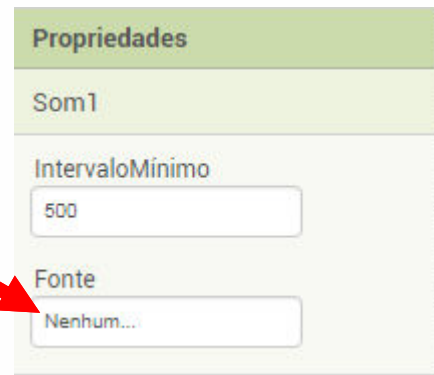 Propriedades
Som1
IntervaloMínimo
500
Fonte
Nenhum...